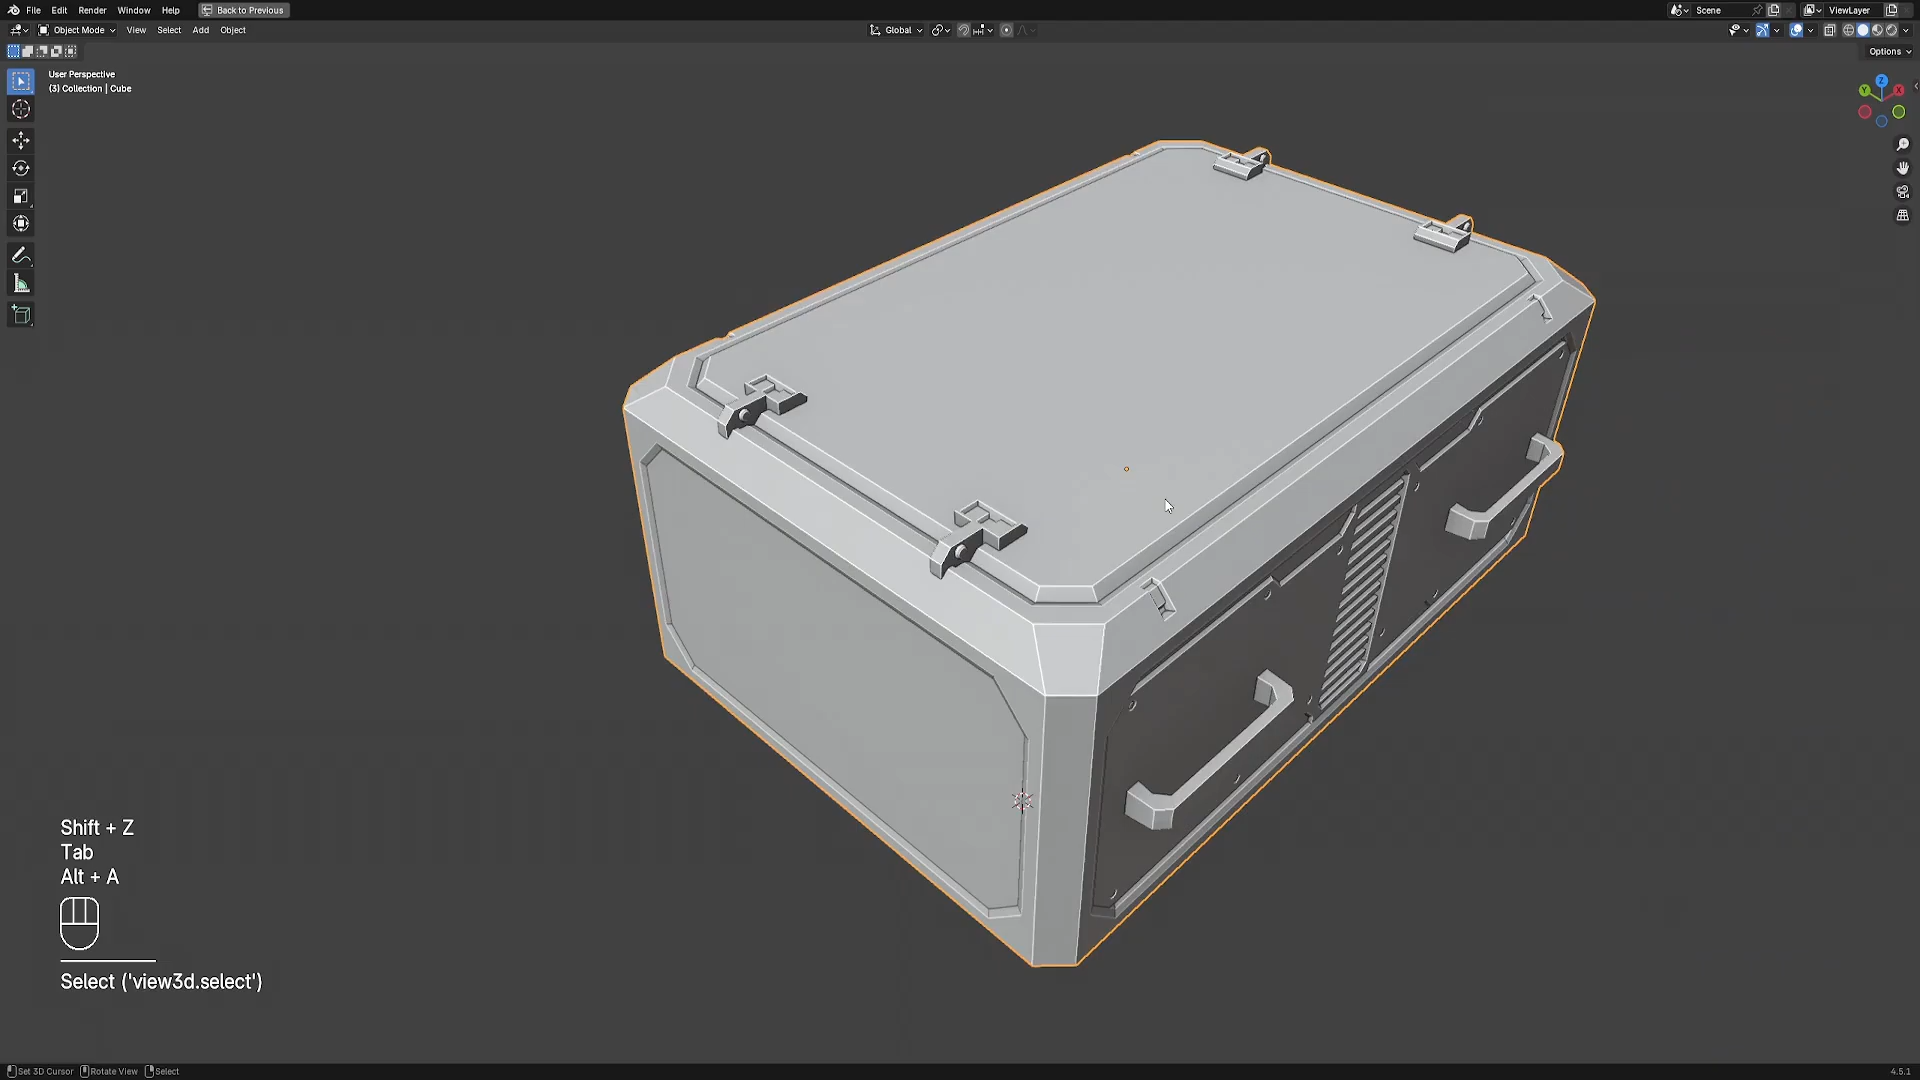 File Edit Render Window Help Back to Previous Scene ViewLayer
Object Mode View Select Add Object Global
Options
User Perspective
(3) Collection | Cube
Z
Y X
Shift + Z
Tab
Alt + A
Select ('view3d.select')
Set 3D Cursor Rotate View Select 4.5.1